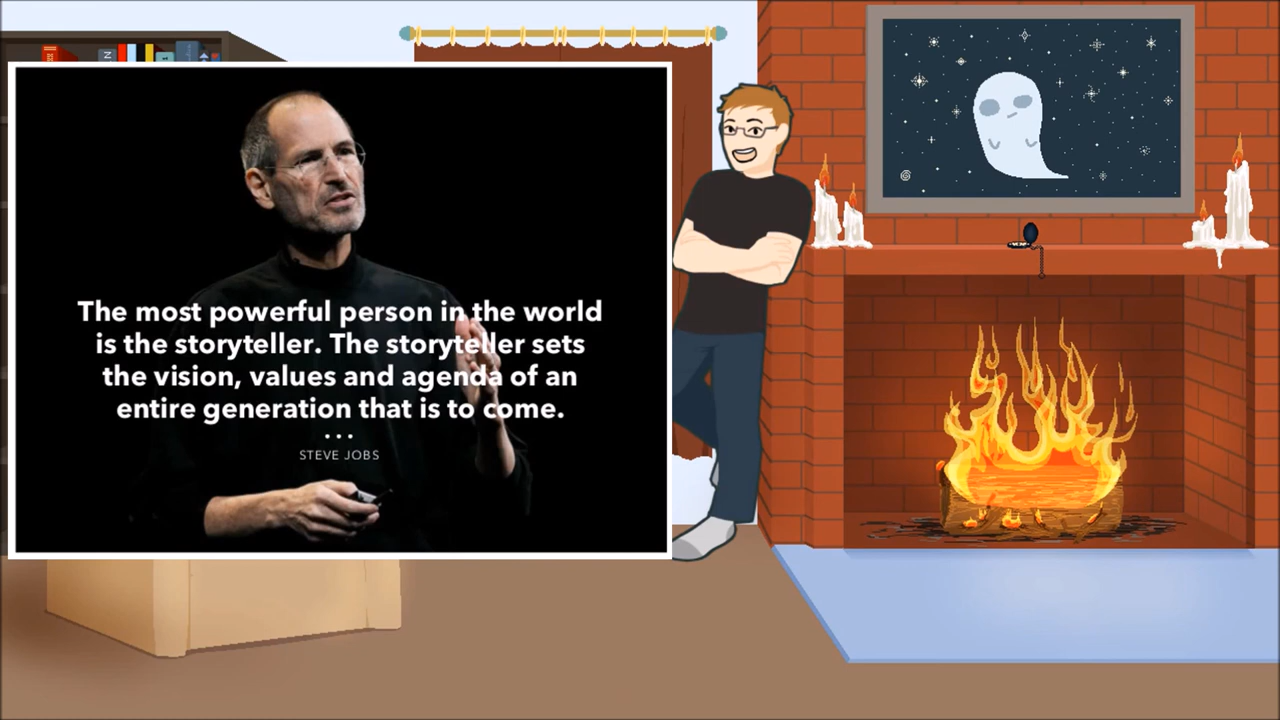 The most powerful person in the world
is the storyteller. The storyteller sets
the vision, values and agenda of an
entire generation that is to come.
...
STEVE JOBS